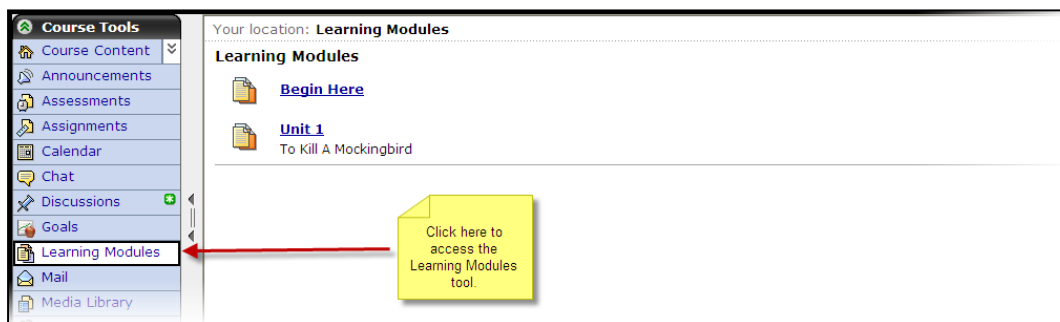 Course Tools
Course Content
Announcements
Assessments
Assignments
Calendar
Chat
Discussions
Goals
Learning Modules
Mail
Media Library
Your location: Learning Modules
Learning Modules
Begin Here
Unit 1
To Kill A Mockingbird
Click here to
access the
Learning Modules
tool.